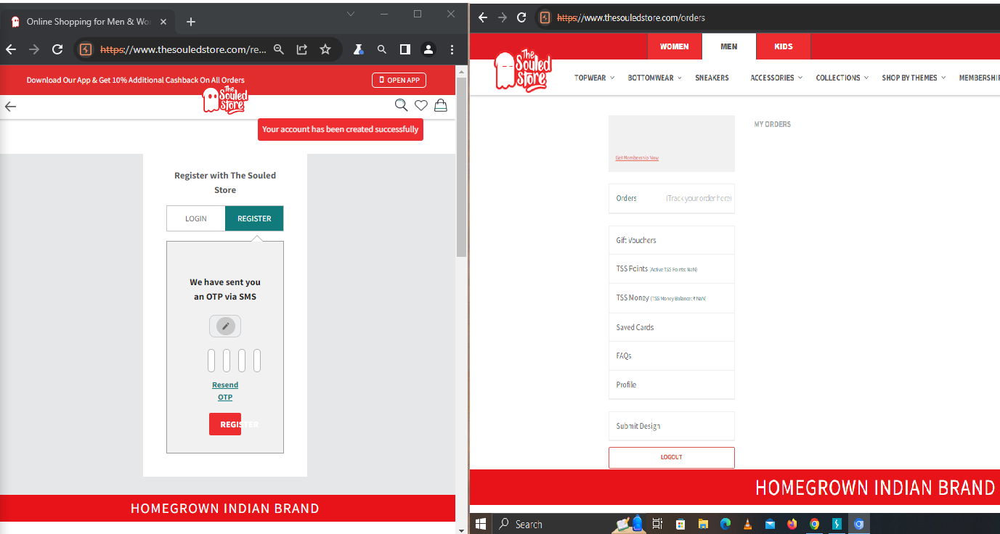 Online Shopping for Men & Wo
https://www.thesouledstore.com/re...
Download Our App & Get 10% Additional Cashback On All Orders
OPEN APP
The
Souled
Store
Your account has been created successfully
Register with The Souled
Store
LOGIN
REGISTER
We have sent you
an OTP via SMS
Resend
OTP
REGISTER
HOMEGROWN INDIAN BRAND
https://www.thesouledstore.com/orders
WOMEN
MEN
KIDS
The
Souled
Store
TOPWEAR
BOTTOMWEAR
SNEAKERS
ACCESSORIES
COLLECTIONS
SHOP BY THEMES
MEMBERSHIP
Get Membership Now
MY ORDERS
Orders (Track your order here)
Gift Vouchers
TSS Points (Active TSS Points: NaN)
TSS Money (TSS Money Balance: ₹ NaN)
Saved Cards
FAQs
Profile
Submit Design
LOGOUT
HOMEGROWN INDIAN BRAND
Search